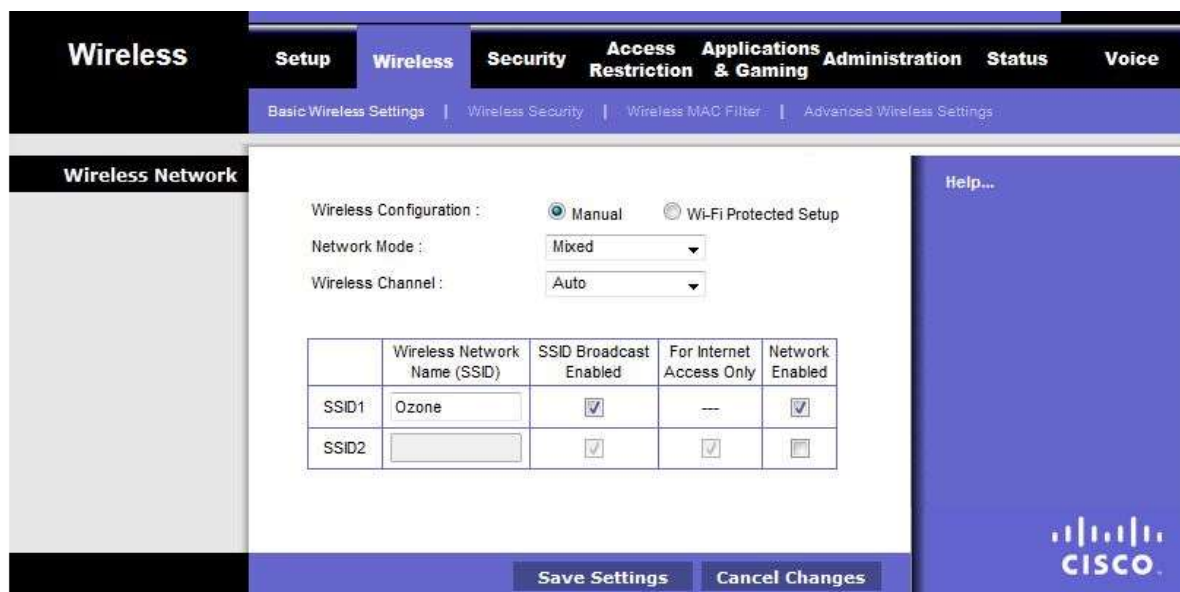 Wireless
Setup Wireless Security Access Restriction Applications & Gaming Administration Status Voice
Basic Wireless Settings | Wireless Security | Wireless MAC Filter | Advanced Wireless Settings
Wireless Network
Help...
Wireless Configuration : Manual Wi-Fi Protected Setup
Network Mode : Mixed
Wireless Channel : Auto
Wireless Network Name (SSID) SSID Broadcast Enabled For Internet Access Only Network Enabled
SSID1 Ozone ---
SSID2
Save Settings Cancel Changes
CISCO.